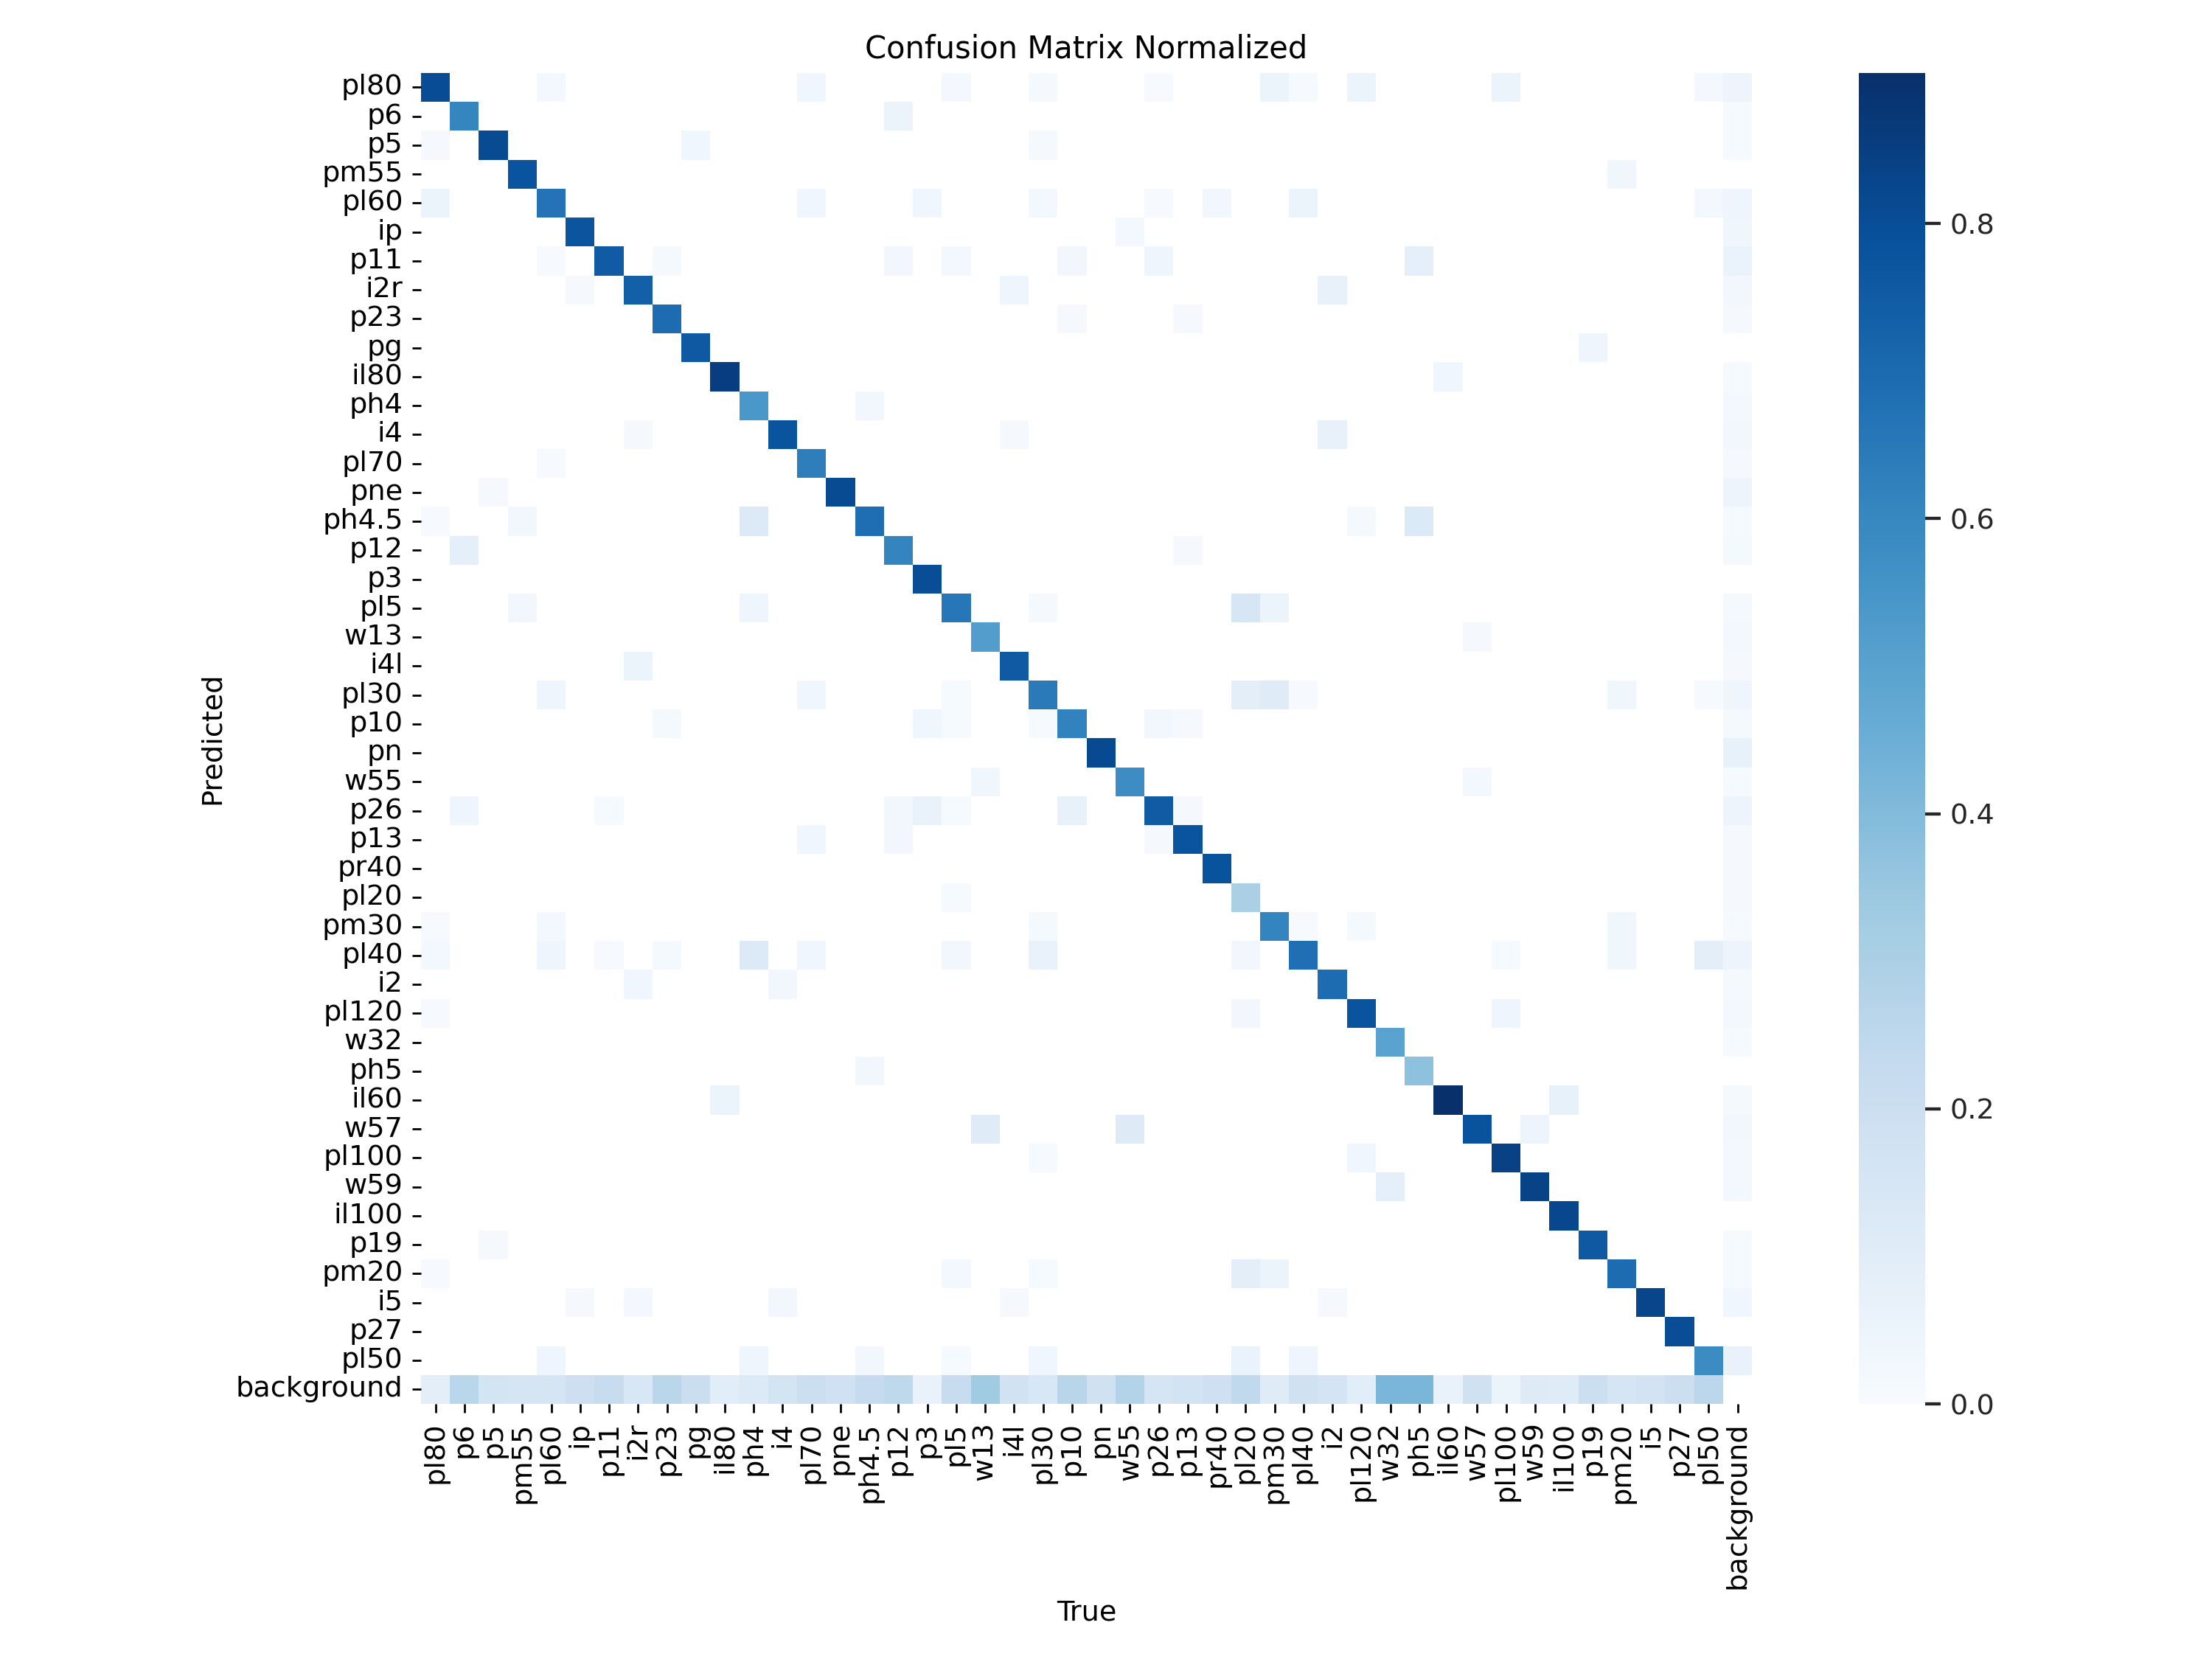 Confusion Matrix Normalized
Predicted
pl80
p6
p5
pm55
pl60
ip
p11
i2r
p23
pg
il80
ph4
i4
pl70
pne
ph4.5
p12
p3
pl5
w13
i4l
pl30
p10
pn
w55
p26
p13
pr40
pl20
pm30
pl40
i2
pl120
w32
ph5
il60
w57
pl100
w59
il100
p19
pm20
i5
p27
pl50
background
pl80 p6 p5 pm55 pl60 ip p11 i2r p23 pg il80 ph4 i4 pl70 pne ph4.5 p12 p3 pl5 w13 i4l pl30 p10 pn w55 p26 p13 pr40 pl20 pm30 pl40 i2 pl120 w32 ph5 il60 w57 pl100 w59 il100 p19 pm20 i5 p27 pl50 background
True
0.8
0.6
0.4
0.2
0.0